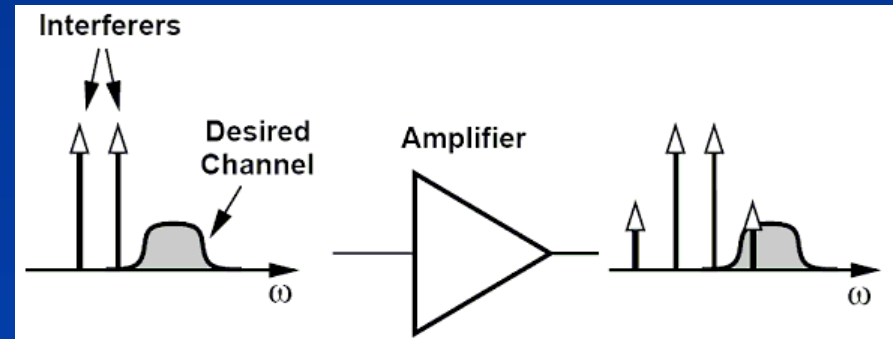 Interferers
Desired
Channel
Amplifier
ω
ω